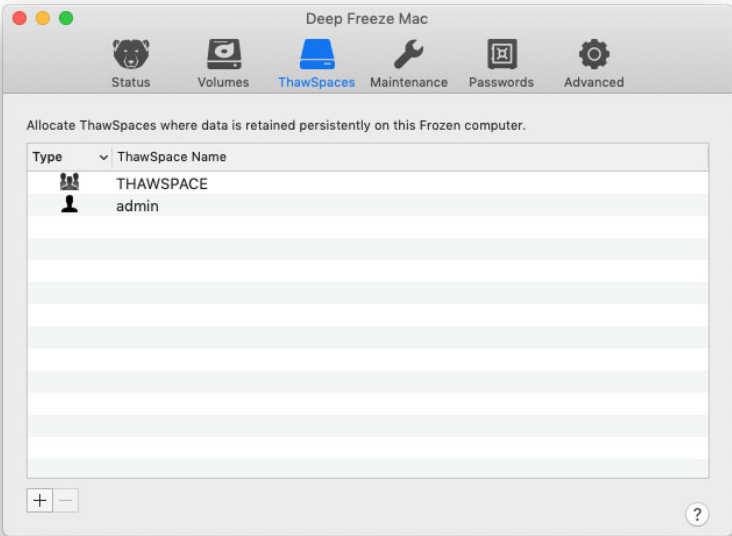 Deep Freeze Mac
Status Volumes ThawSpaces Maintenance Passwords Advanced
Allocate ThawSpaces where data is retained persistently on this Frozen computer.
Type ThawSpace Name
THAWSPACE
admin
+ −
?